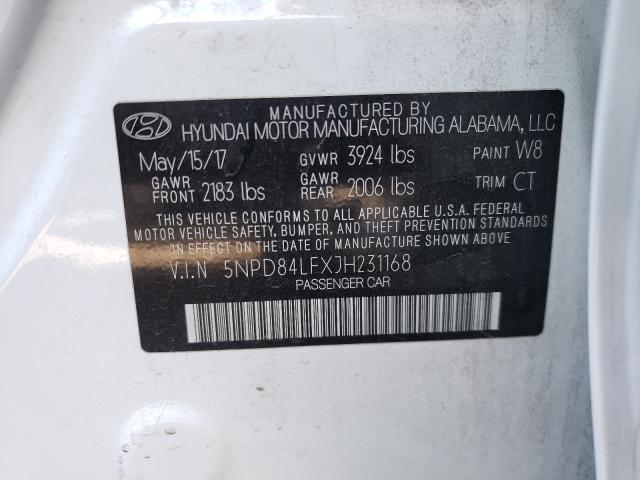 MANUFACTURED BY
HYUNDAI MOTOR MANUFACTURING ALABAMA, LLC
May/15/17 GVWR 3924 lbs PAINT W8
GAWR FRONT 2183 lbs GAWR REAR 2006 lbs TRIM CT
THIS VEHICLE CONFORMS TO ALL APPLICABLE U.S.A. FEDERAL
MOTOR VEHICLE SAFETY, BUMPER, AND THEFT PREVENTION STANDARDS
IN EFFECT ON THE DATE OF MANUFACTURE SHOWN ABOVE.
V.I.N 5NPD84LFXJH231168
PASSENGER CAR